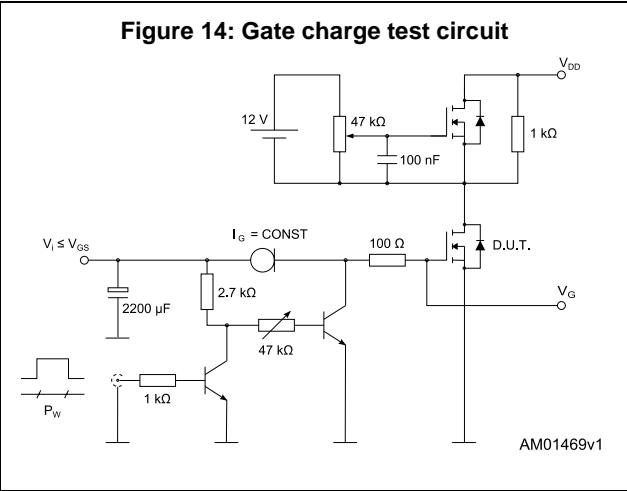 Figure 14: Gate charge test circuit
V_DD
12 V
47 kΩ
1 kΩ
100 nF
V_i ≤ V_GS
I_G = CONST
100 Ω
D.U.T.
2.7 kΩ
2200 μF
V_G
47 kΩ
1 kΩ
P_W
AM01469v1